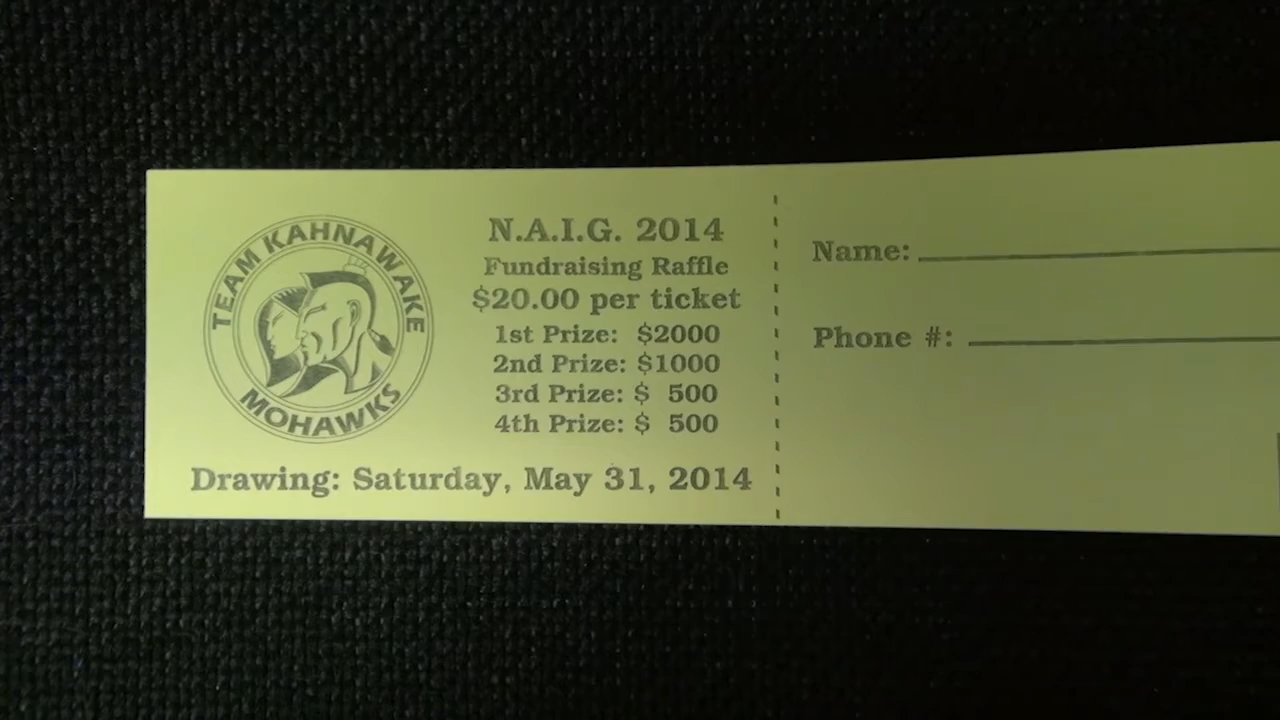 TEAM KAHNAWAKE
MOHAWKS
N.A.I.G. 2014
Fundraising Raffle
$20.00 per ticket
1st Prize: $2000
2nd Prize: $1000
3rd Prize: $ 500
4th Prize: $ 500
Drawing: Saturday, May 31, 2014
Name:
Phone #: